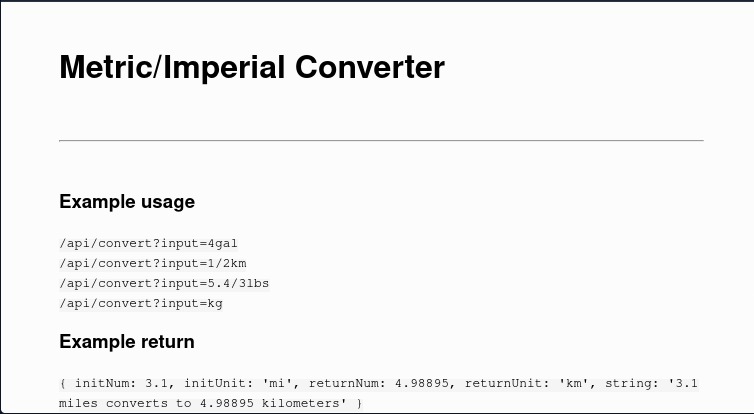 Metric/Imperial Converter
Example usage
/api/convert?input=4gal
/api/convert?input=1/2km
/api/convert?input=5.4/3lbs
/api/convert?input=kg
Example return
{ initNum: 3.1, initUnit: 'mi', returnNum: 4.98895, returnUnit: 'km', string: '3.1
miles converts to 4.98895 kilometers' }